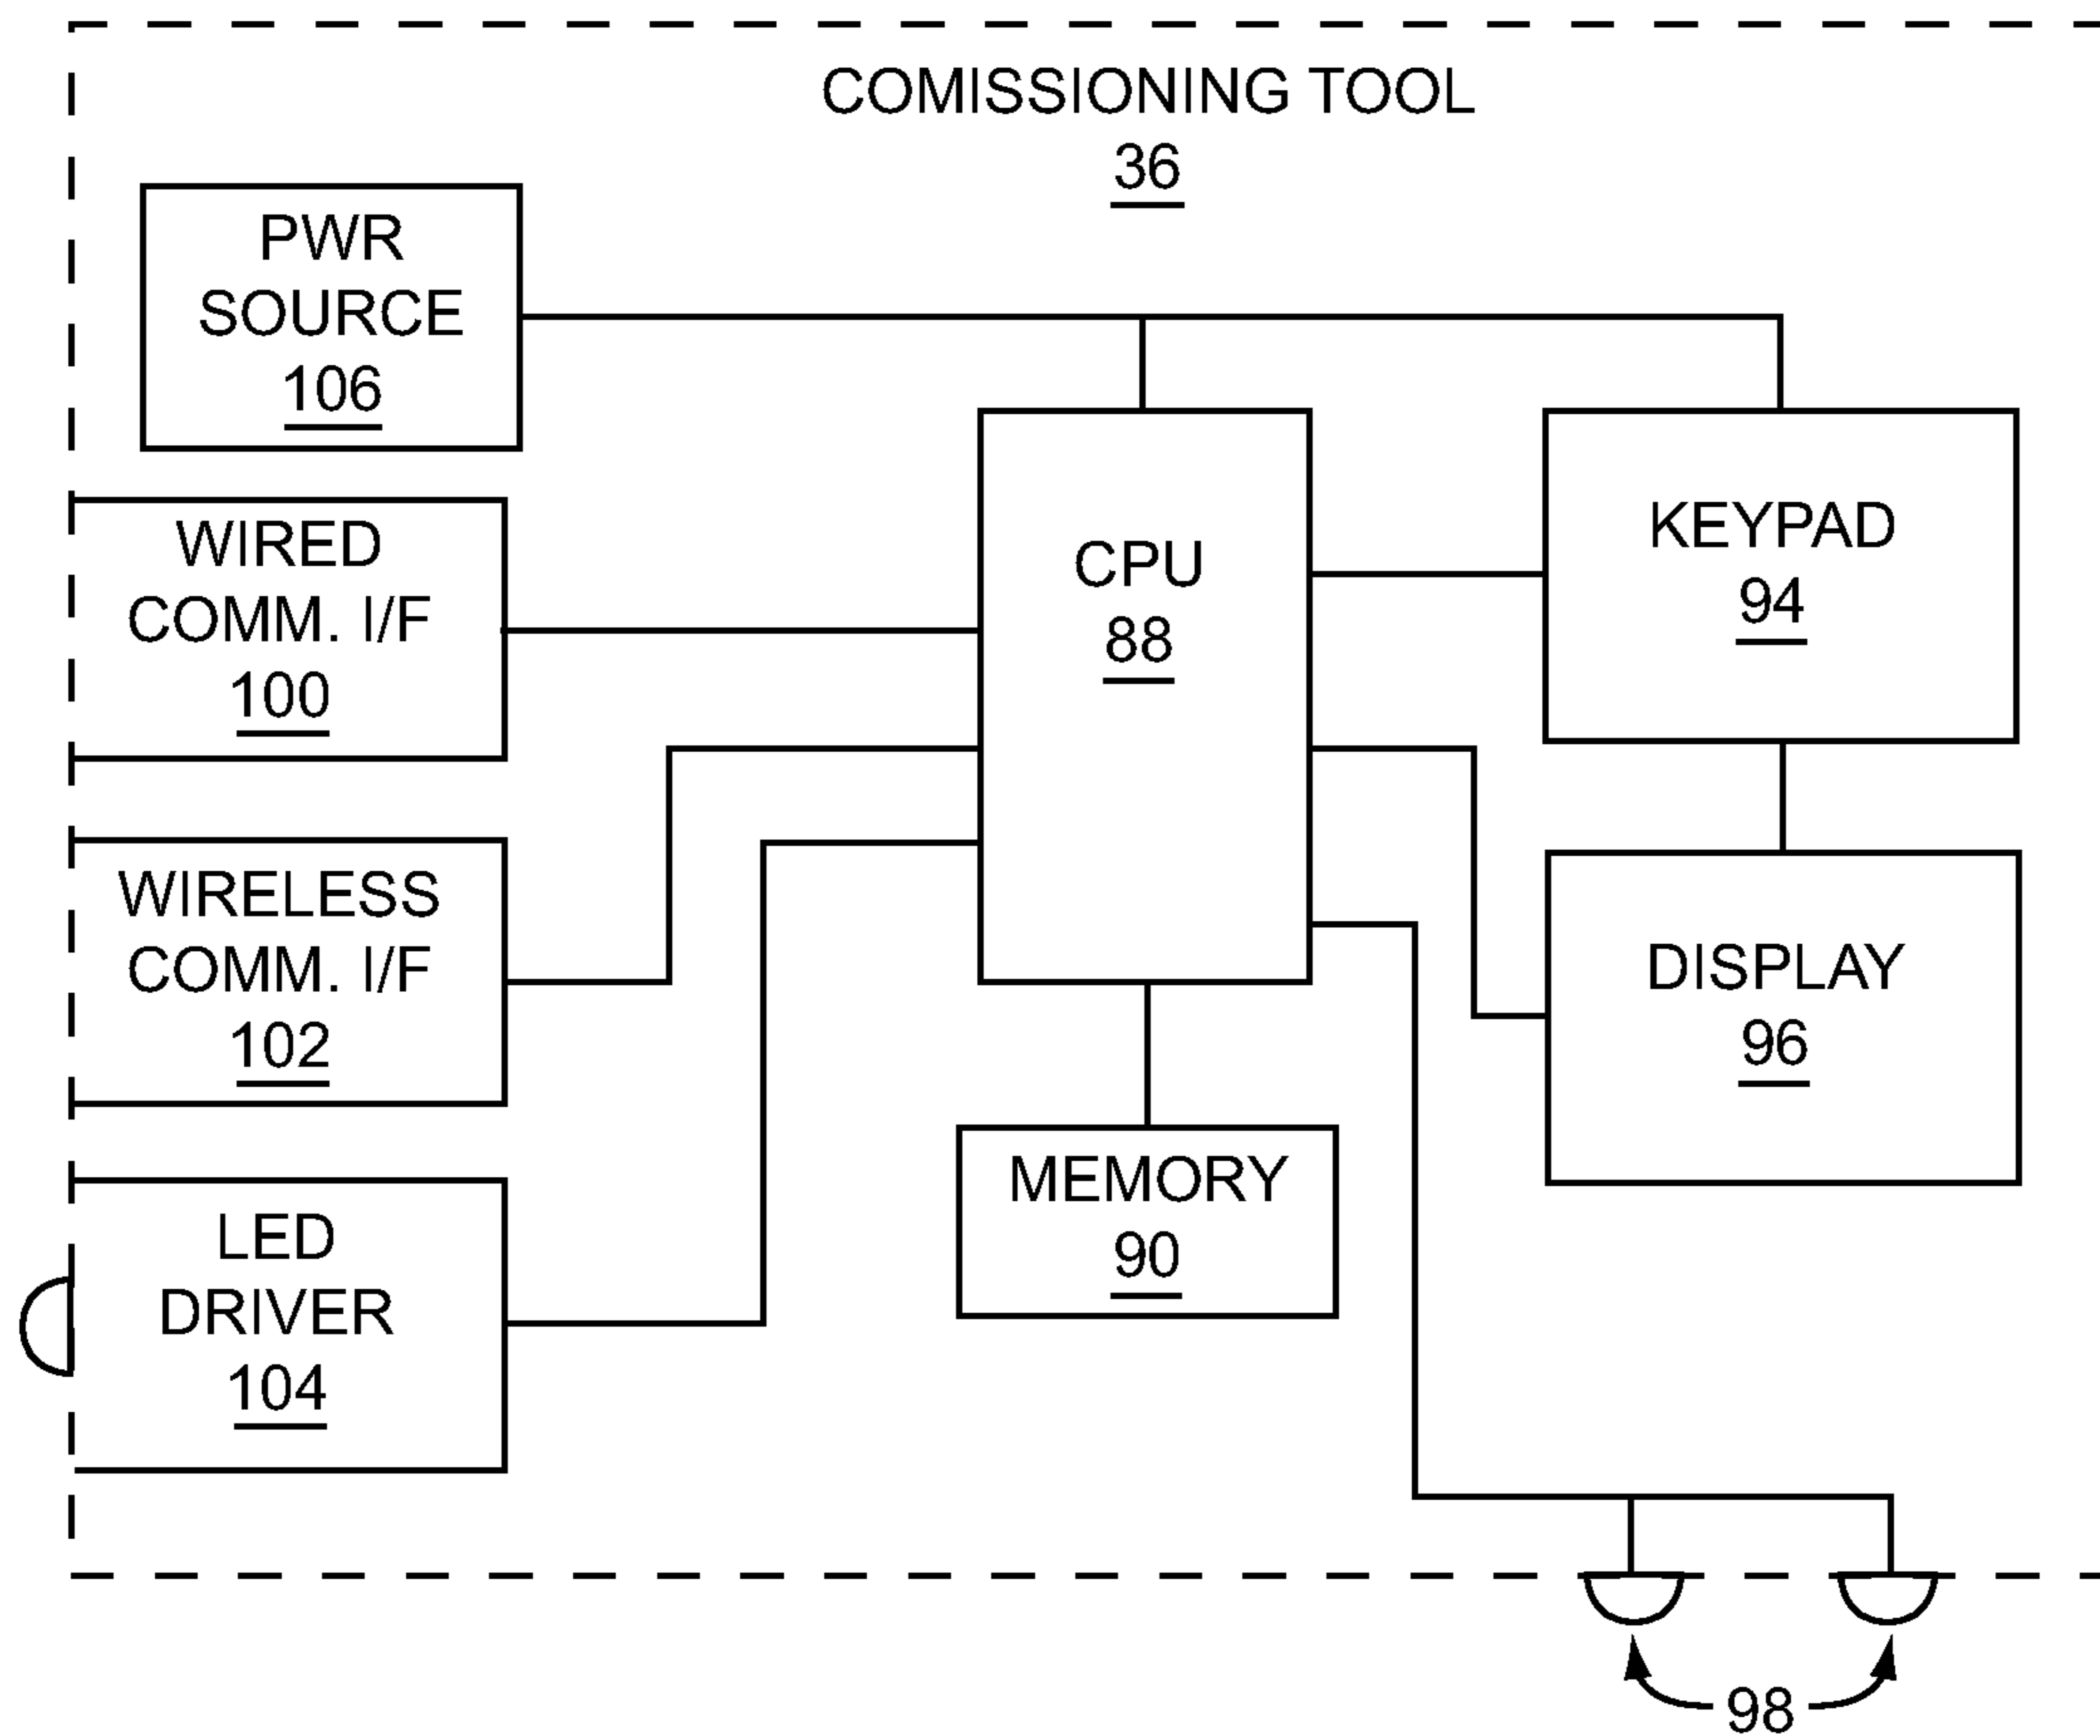 COMISSIONING TOOL
36
PWR
SOURCE
106
WIRED
COMM. I/F
100
WIRELESS
COMM. I/F
102
LED
DRIVER
104
CPU
88
MEMORY
90
KEYPAD
94
DISPLAY
96
98